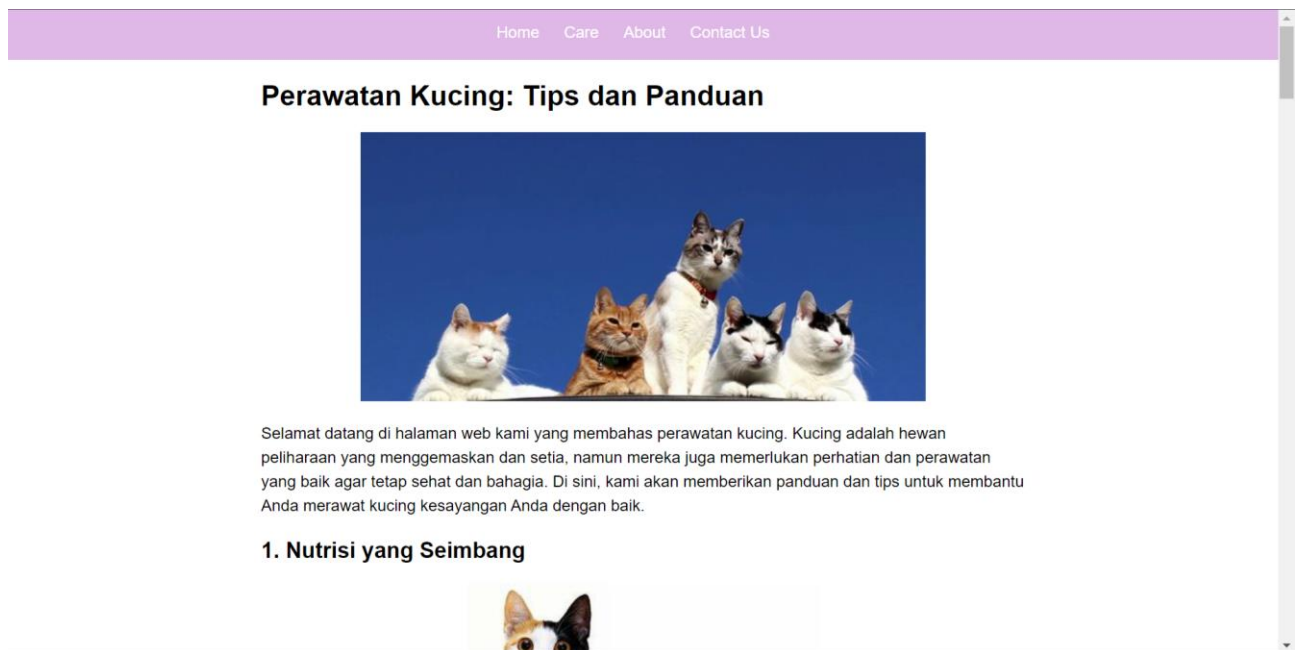 Home Care About Contact Us
Perawatan Kucing: Tips dan Panduan
Selamat datang di halaman web kami yang membahas perawatan kucing. Kucing adalah hewan
peliharaan yang menggemaskan dan setia, namun mereka juga memerlukan perhatian dan perawatan
yang baik agar tetap sehat dan bahagia. Di sini, kami akan memberikan panduan dan tips untuk membantu
Anda merawat kucing kesayangan Anda dengan baik.
1. Nutrisi yang Seimbang